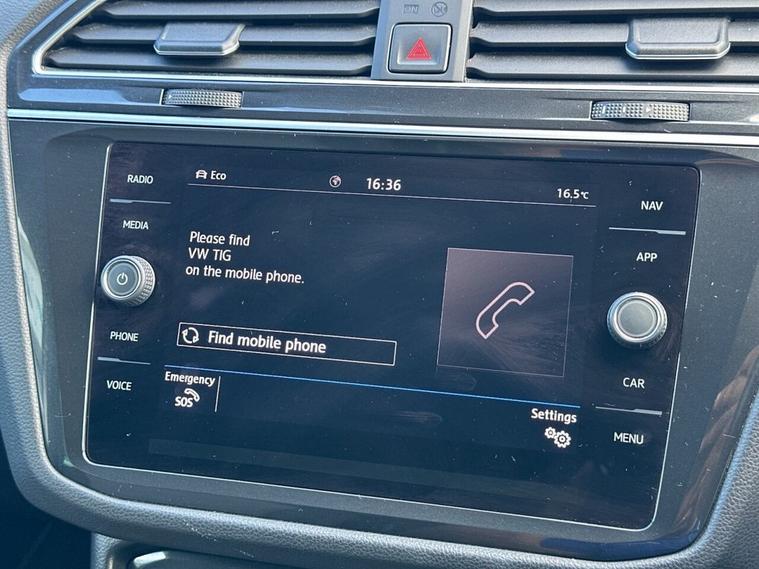 RADIO
MEDIA
PHONE
VOICE
Eco
16:36
16.5°C
Please find
VW TIG
on the mobile phone.
Find mobile phone
Emergency
SOS
Settings
NAV
APP
CAR
MENU